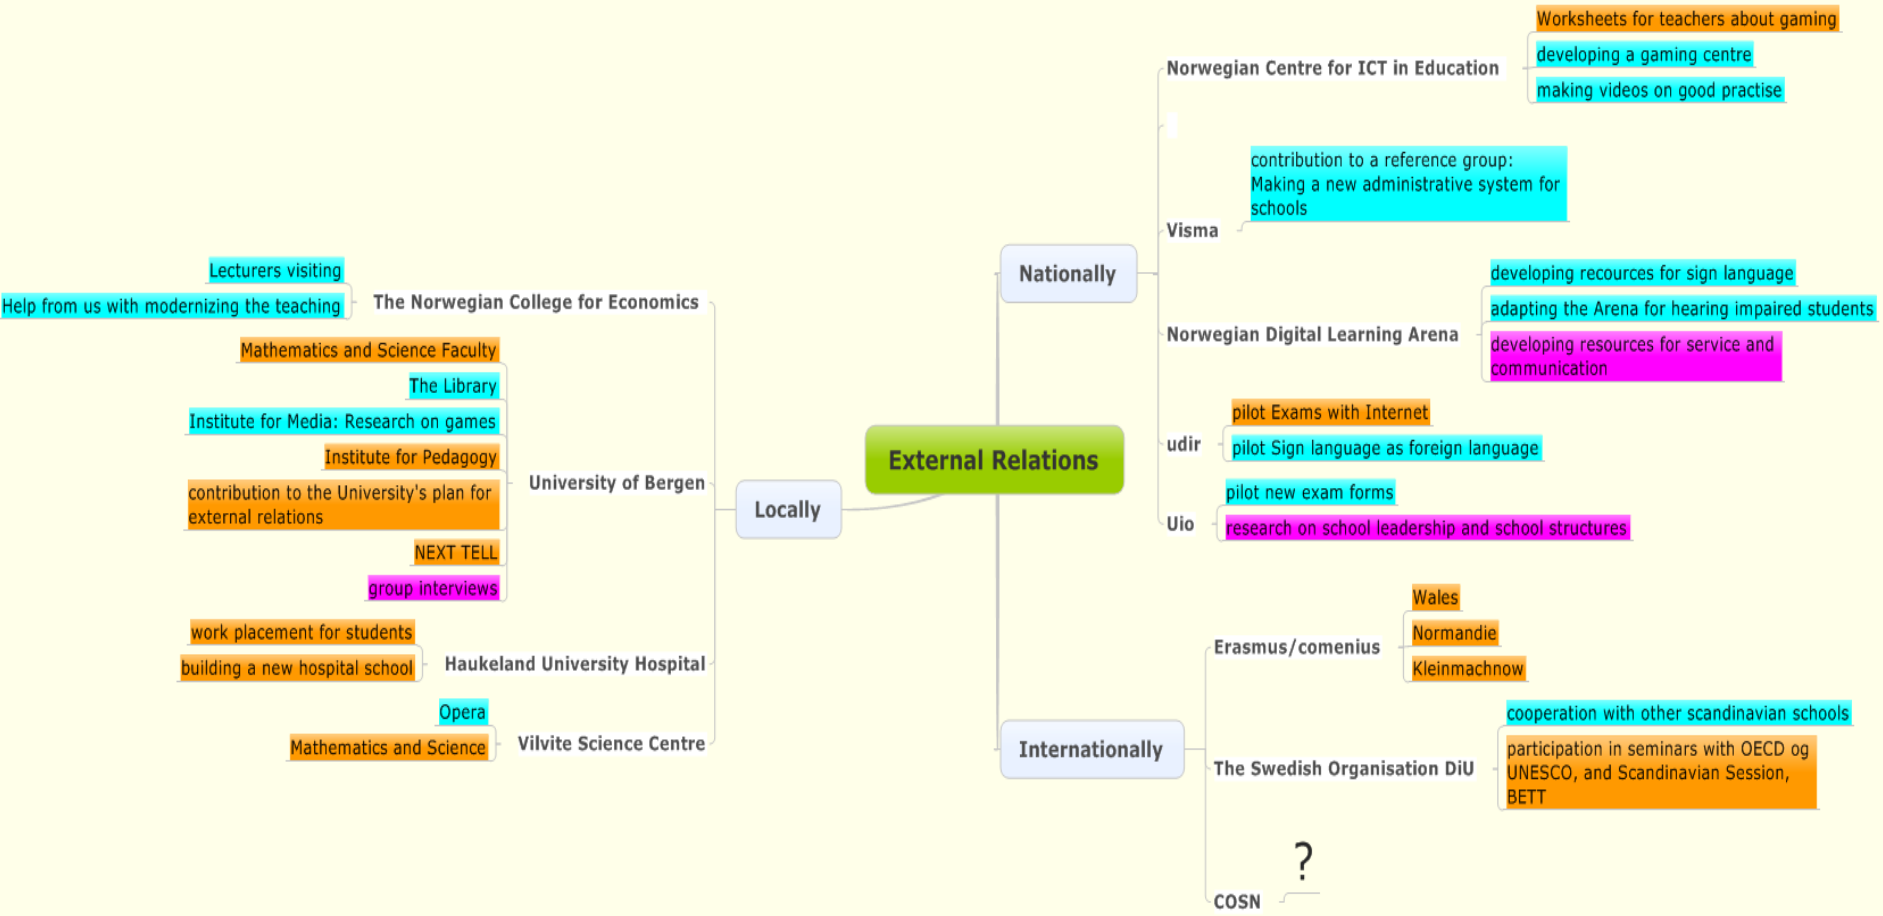 External Relations
Nationally
Norwegian Centre for ICT in Education
Worksheets for teachers about gaming
developing a gaming centre
making videos on good practise
Visma
contribution to a reference group:
Making a new administrative system for
schools
Norwegian Digital Learning Arena
developing recources for sign language
adapting the Arena for hearing impaired students
developing resources for service and
communication
udir
pilot Exams with Internet
pilot Sign language as foreign language
Uio
pilot new exam forms
research on school leadership and school structures
Internationally
Erasmus/comenius
Wales
Normandie
Kleinmachnow
The Swedish Organisation DiU
cooperation with other scandinavian schools
participation in seminars with OECD og
UNESCO, and Scandinavian Session,
BETT
COSN
?
Locally
The Norwegian College for Economics
Lecturers visiting
Help from us with modernizing the teaching
University of Bergen
Mathematics and Science Faculty
The Library
Institute for Media: Research on games
Institute for Pedagogy
contribution to the University's plan for
external relations
NEXT TELL
group interviews
Haukeland University Hospital
work placement for students
building a new hospital school
Vilvite Science Centre
Opera
Mathematics and Science